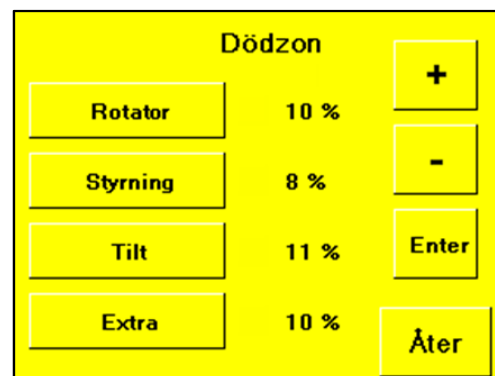 Dödzon
+
Rotator 10 %
-
Styrning 8 %
Tilt 11 %
Enter
Extra 10 %
Åter